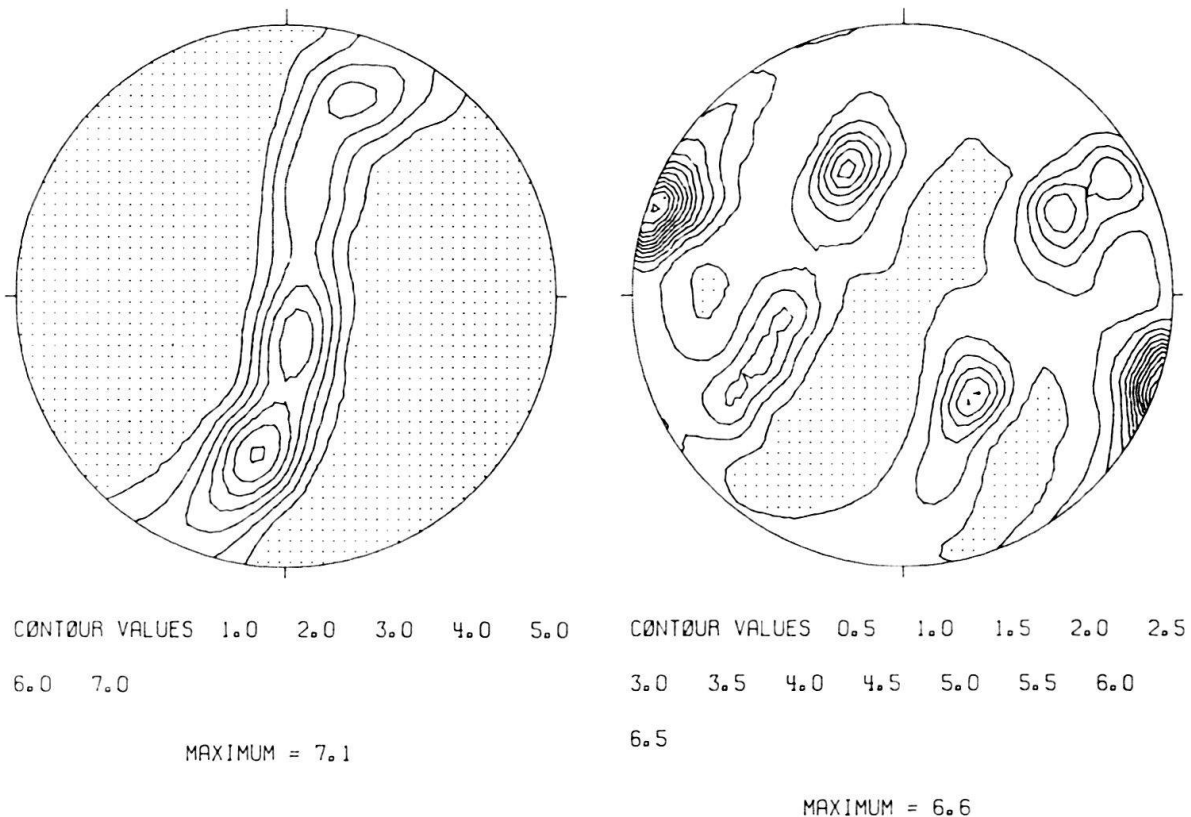 CØNTØUR VALUES 1.0 2.0 3.0 4.0 5.0
6.0 7.0
MAXIMUM = 7.1
CØNTØUR VALUES 0.5 1.0 1.5 2.0 2.5
3.0 3.5 4.0 4.5 5.0 5.5 6.0
6.5
MAXIMUM = 6.6